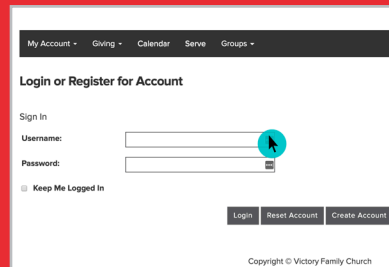 My Account Giving Calendar Serve Groups
Login or Register for Account
Sign In
Username:
Password:
Keep Me Logged In
Login Reset Account Create Account
Copyright © Victory Family Church